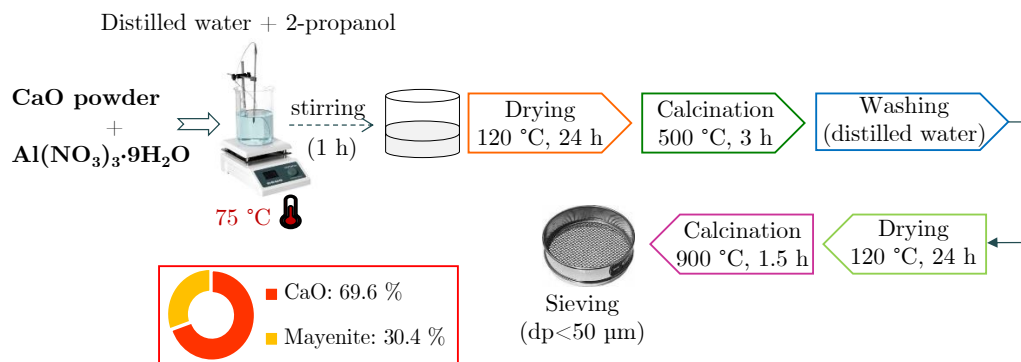 Distilled water + 2-propanol
CaO powder
+
Al(NO₃)₃·9H₂O
stirring
(1 h)
75 °C
Drying
120 °C, 24 h
Calcination
500 °C, 3 h
Washing
(distilled water)
Drying
120 °C, 24 h
Calcination
900 °C, 1.5 h
Sieving
(dp<50 µm)
CaO: 69.6 %
Mayenite: 30.4 %